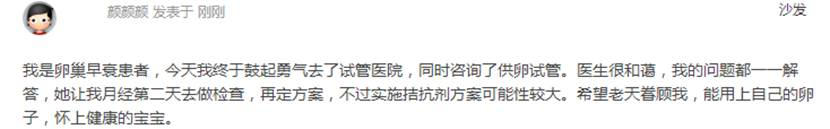 颜颜颜 发表于 刚刚
沙发
我是卵巢早衰患者，今天我终于鼓起勇气去了试管医院，同时咨询了供卵试管。医生很和蔼，我的问题都一一解
答，她让我月经第二天去做检查，再定方案，不过实施拮抗剂方案可能性较大。希望老天眷顾我，能用上自己的卵
子，怀上健康的宝宝。